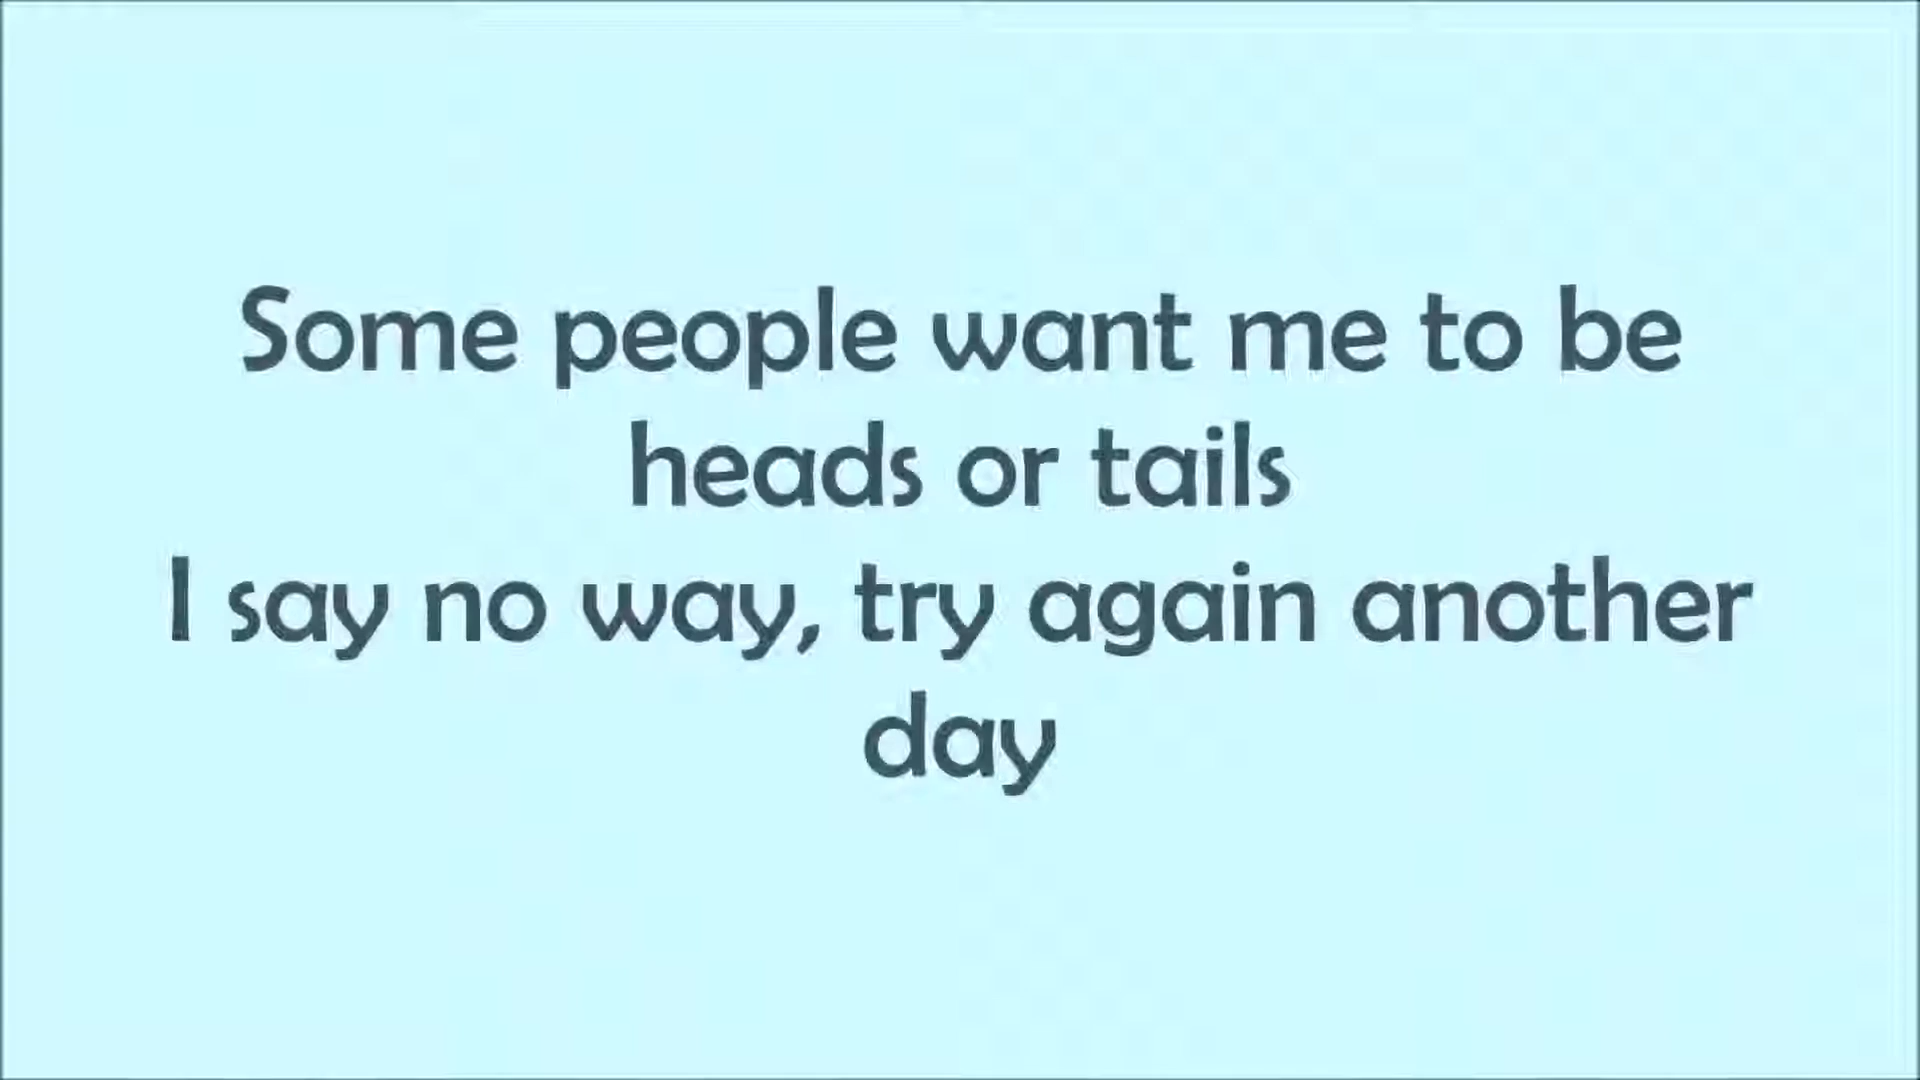 Some people want me to be
heads or tails
I say no way, try again another
day